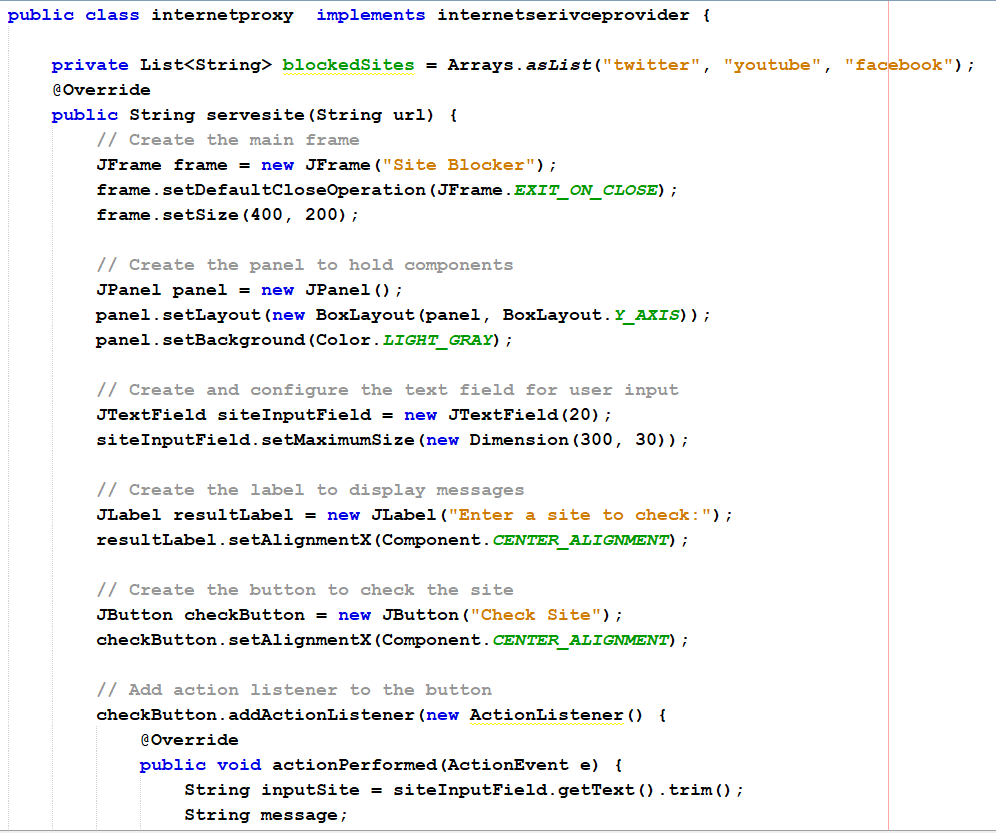 public class internetproxy  implements internetserivceprovider {
private List<String> blockedSites = Arrays.asList("twitter", "youtube", "facebook");
@Override
public String servesite(String url) {
// Create the main frame
JFrame frame = new JFrame("Site Blocker");
frame.setDefaultCloseOperation(JFrame.EXIT_ON_CLOSE);
frame.setSize(400, 200);
// Create the panel to hold components
JPanel panel = new JPanel();
panel.setLayout(new BoxLayout(panel, BoxLayout.Y_AXIS));
panel.setBackground(Color.LIGHT_GRAY);
// Create and configure the text field for user input
JTextField siteInputField = new JTextField(20);
siteInputField.setMaximumSize(new Dimension(300, 30));
// Create the label to display messages
JLabel resultLabel = new JLabel("Enter a site to check:");
resultLabel.setAlignmentX(Component.CENTER_ALIGNMENT);
// Create the button to check the site
JButton checkButton = new JButton("Check Site");
checkButton.setAlignmentX(Component.CENTER_ALIGNMENT);
// Add action listener to the button
checkButton.addActionListener(new ActionListener() {
@Override
public void actionPerformed(ActionEvent e) {
String inputSite = siteInputField.getText().trim();
String message;